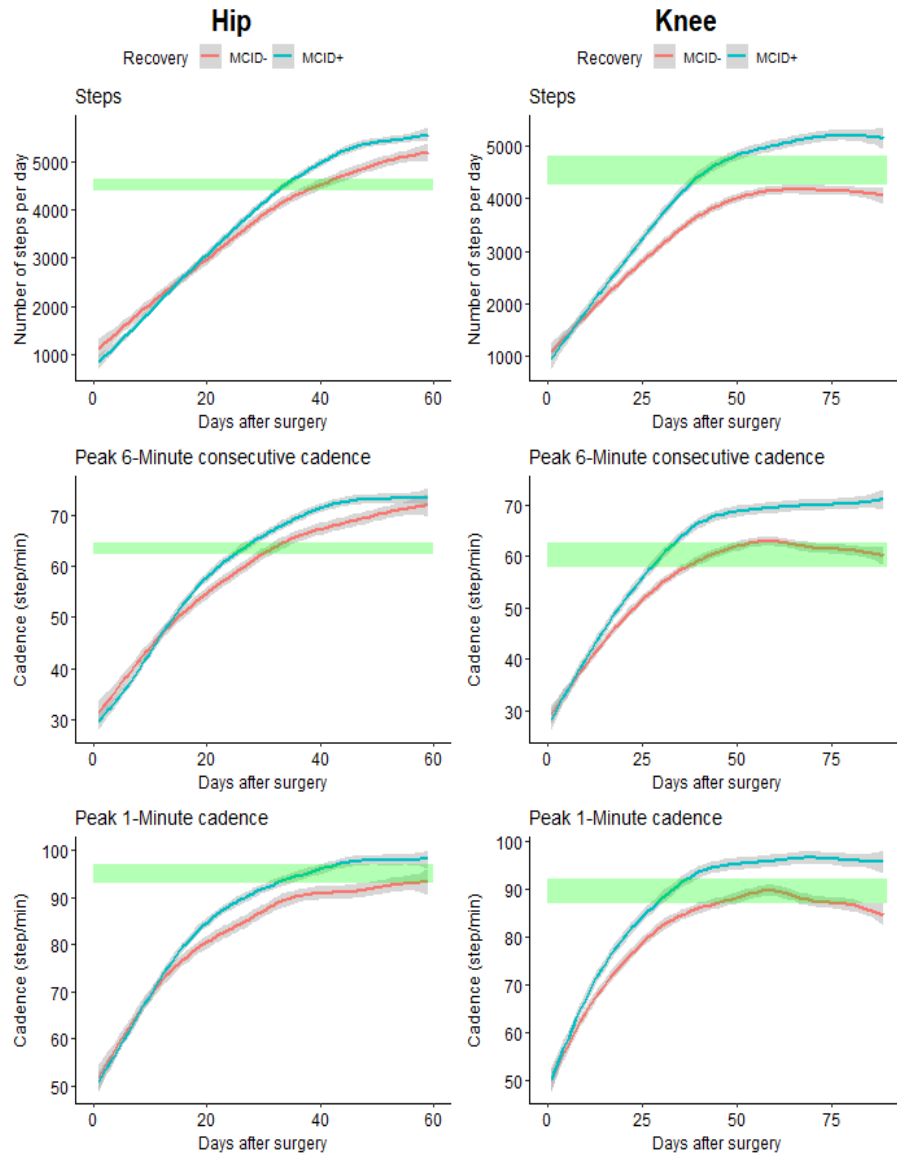 Hip
Knee
Recovery MCID- MCID+
Recovery MCID- MCID+
Steps
Number of steps per day
5000
4000
3000
2000
1000
0 20 40 60
Days after surgery
Steps
Number of steps per day
5000
4000
3000
2000
1000
0 25 50 75
Days after surgery
Peak 6-Minute consecutive cadence
Cadence (step/min)
70
60
50
40
30
0 20 40 60
Days after surgery
Peak 6-Minute consecutive cadence
Cadence (step/min)
70
60
50
40
30
0 25 50 75
Days after surgery
Peak 1-Minute cadence
Cadence (step/min)
100
90
80
70
60
50
0 20 40 60
Days after surgery
Peak 1-Minute cadence
Cadence (step/min)
100
90
80
70
60
50
0 25 50 75
Days after surgery